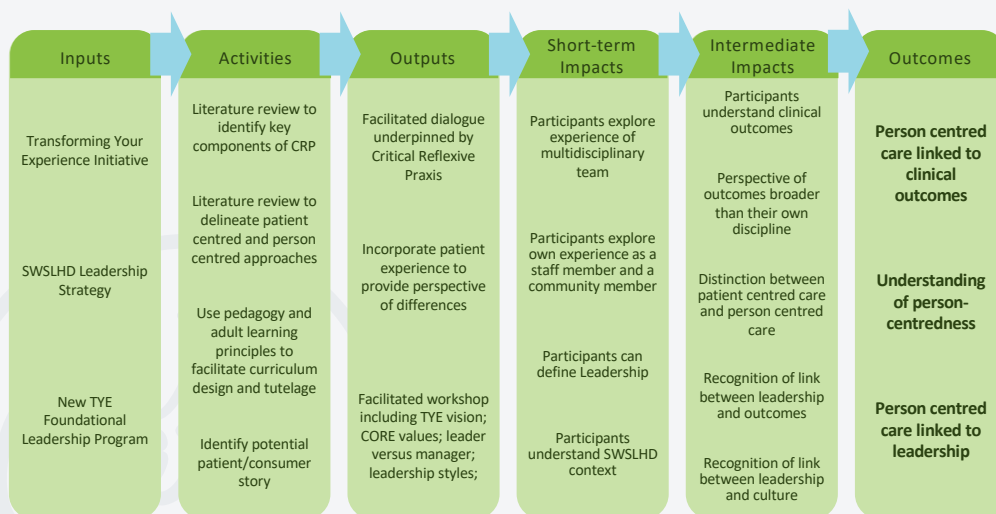 Inputs
Transforming Your
Experience Initiative
SWSLHD Leadership
Strategy
New TYE
Foundational
Leadership Program
Activities
Literature review to
identify key
components of CRP
Literature review to
delineate patient
centred and person
centred approaches
Use pedagogy and
adult learning
principles to
facilitate curriculum
design and tutelage
Identify potential
patient/consumer
story
Outputs
Facilitated dialogue
underpinned by
Critical Reflexive
Praxis
Incorporate patient
experience to
provide perspective
of differences
Facilitated workshop
including TYE vision;
CORE values; leader
versus manager;
leadership styles;
Short-term
Impacts
Participants explore
experience of
multidisciplinary
team
Participants explore
own experience as a
staff member and a
community member
Participants can
define Leadership
Participants
understand SWSLHD
context
Intermediate
Impacts
Participants
understand clinical
outcomes
Perspective of
outcomes broader
than their own
discipline
Distinction between
patient centred care
and person centred
care
Recognition of link
between leadership
and outcomes
Recognition of link
between leadership
and culture
Outcomes
Person centred
care linked to
clinical
outcomes
Understanding
of person-
centredness
Person centred
care linked to
leadership